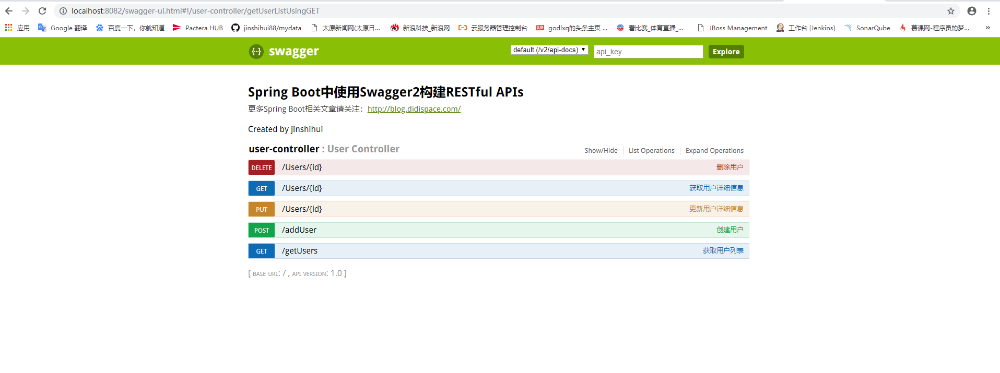 localhost:8082/swagger-ui.html#!/user-controller/getUserListUsingGET
应用 Google 翻译 百度一下，你就知道 Pactera HUB jinshihui88/mydata 太原新闻网(太原日... 新浪科技_新浪网 云服务器管理控制台 头条 godlxq的头条主页 ... 看比赛_体育直播_... JBoss Management 工作台 [Jenkins] SonarQube 慕课网-程序员的梦... »
{··} swagger default (/v2/api-docs) api_key Explore
Spring Boot中使用Swagger2构建RESTful APIs
更多Spring Boot相关文章请关注：http://blog.didispace.com/
Created by jinshihui
user-controller : User Controller Show/Hide List Operations Expand Operations
DELETE /Users/{id} 删除用户
GET /Users/{id} 获取用户详细信息
PUT /Users/{id} 更新用户详细信息
POST /addUser 创建用户
GET /getUsers 获取用户列表
[ BASE URL: / , API VERSION: 1.0 ]